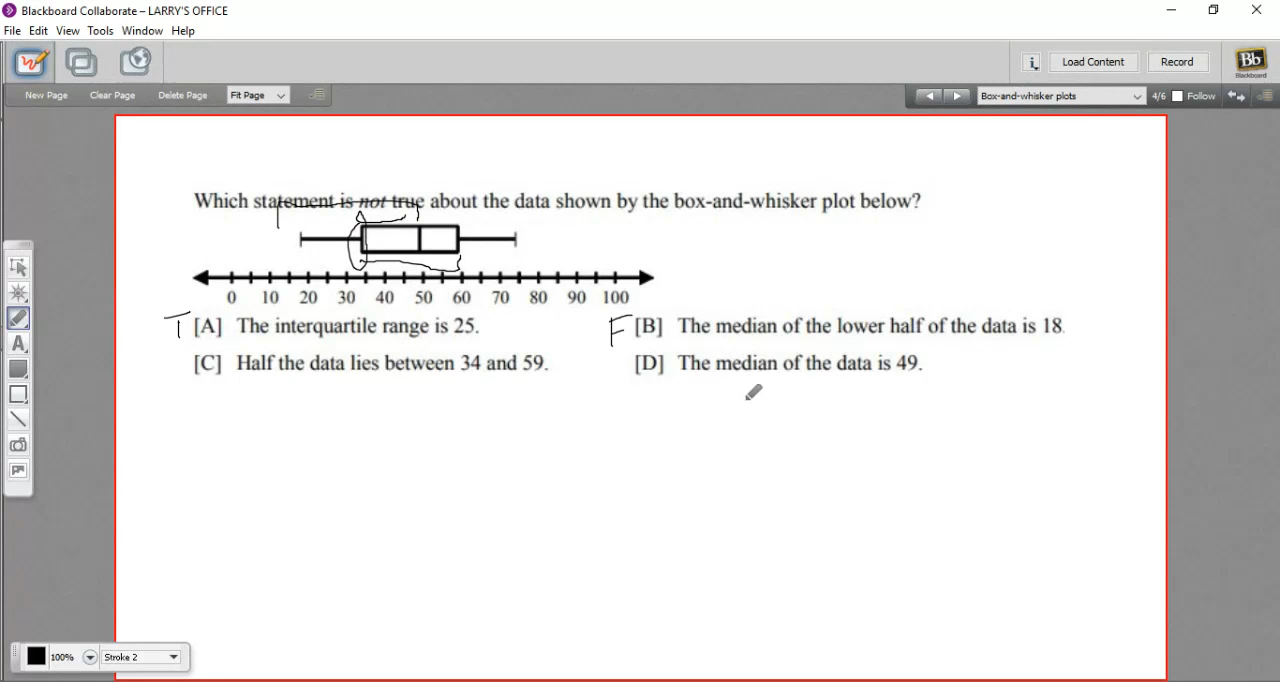 Blackboard Collaborate – LARRY'S OFFICE
File Edit View Tools Window Help
i Load Content Record Bb
Blackboard
New Page Clear Page Delete Page Fit Page Box-and-whisker plots 4/6 Follow
Which statement is not true about the data shown by the box-and-whisker plot below?
0 10 20 30 40 50 60 70 80 90 100
T [A] The interquartile range is 25. F [B] The median of the lower half of the data is 18.
[C] Half the data lies between 34 and 59. [D] The median of the data is 49.
A
100% Stroke 2